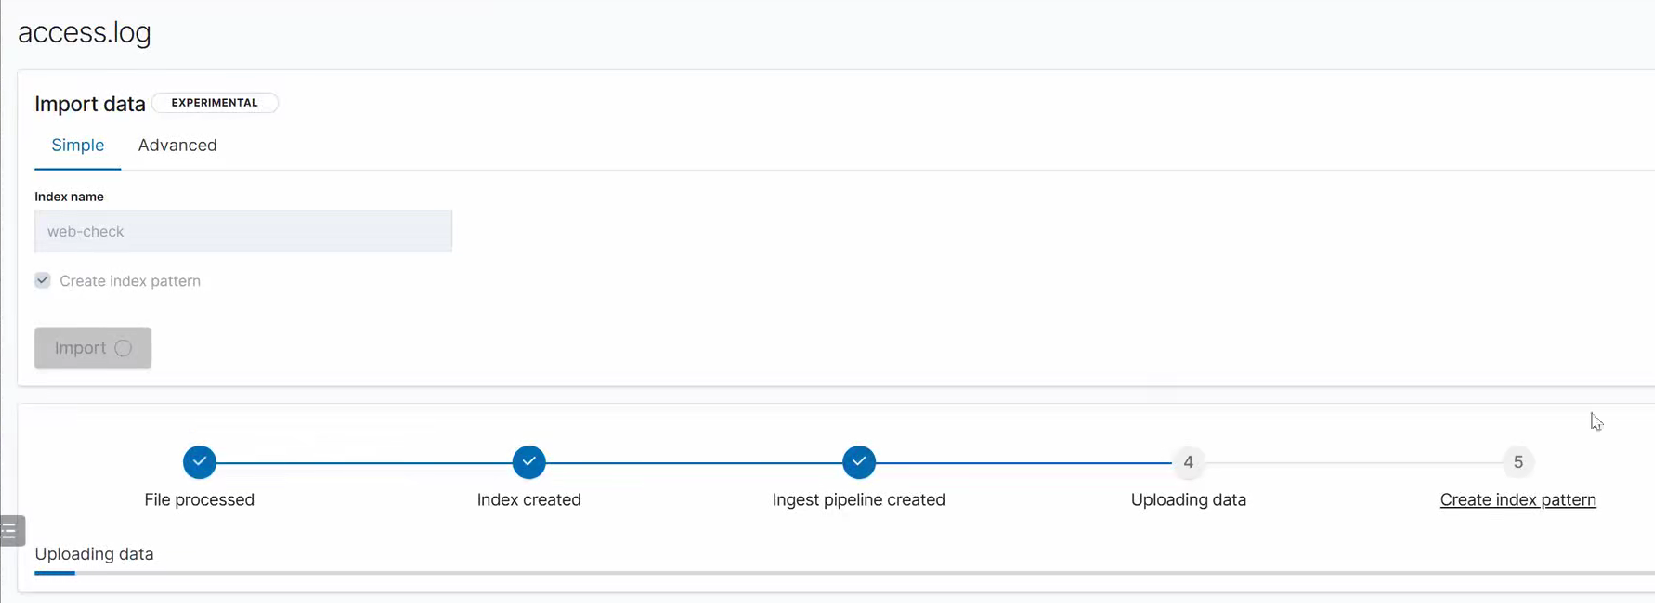 access.log
Import data EXPERIMENTAL
Simple Advanced
Index name
web-check
Create index pattern
Import
4 5
File processed Index created Ingest pipeline created Uploading data Create index pattern
Uploading data